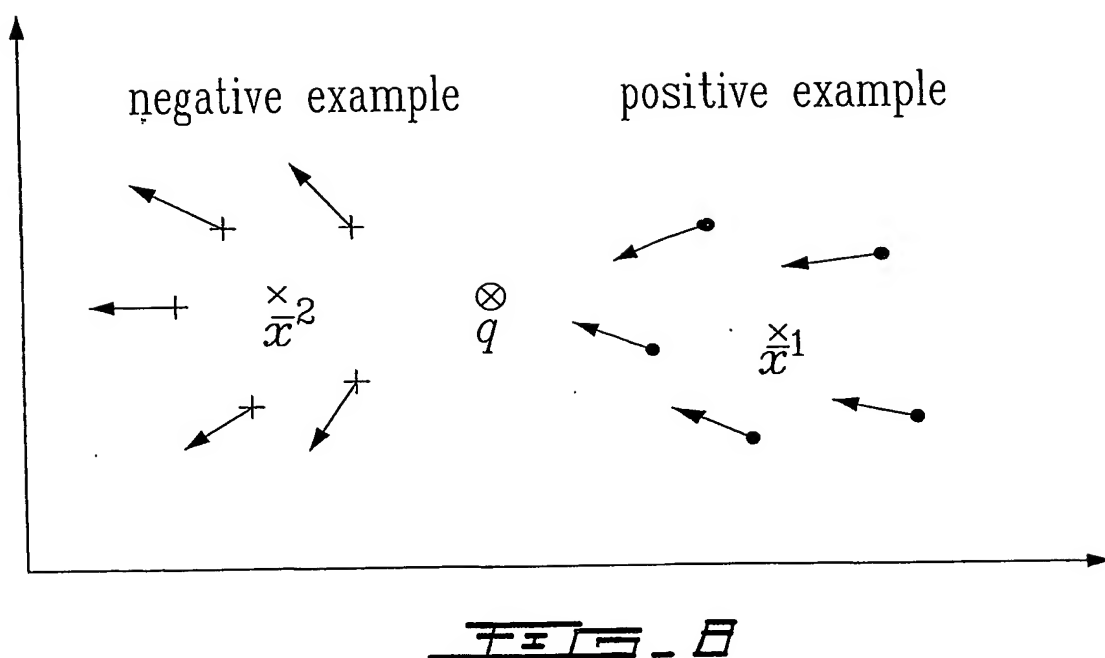 negative example
positive example
x̄²
q
x̄¹
FIG_8